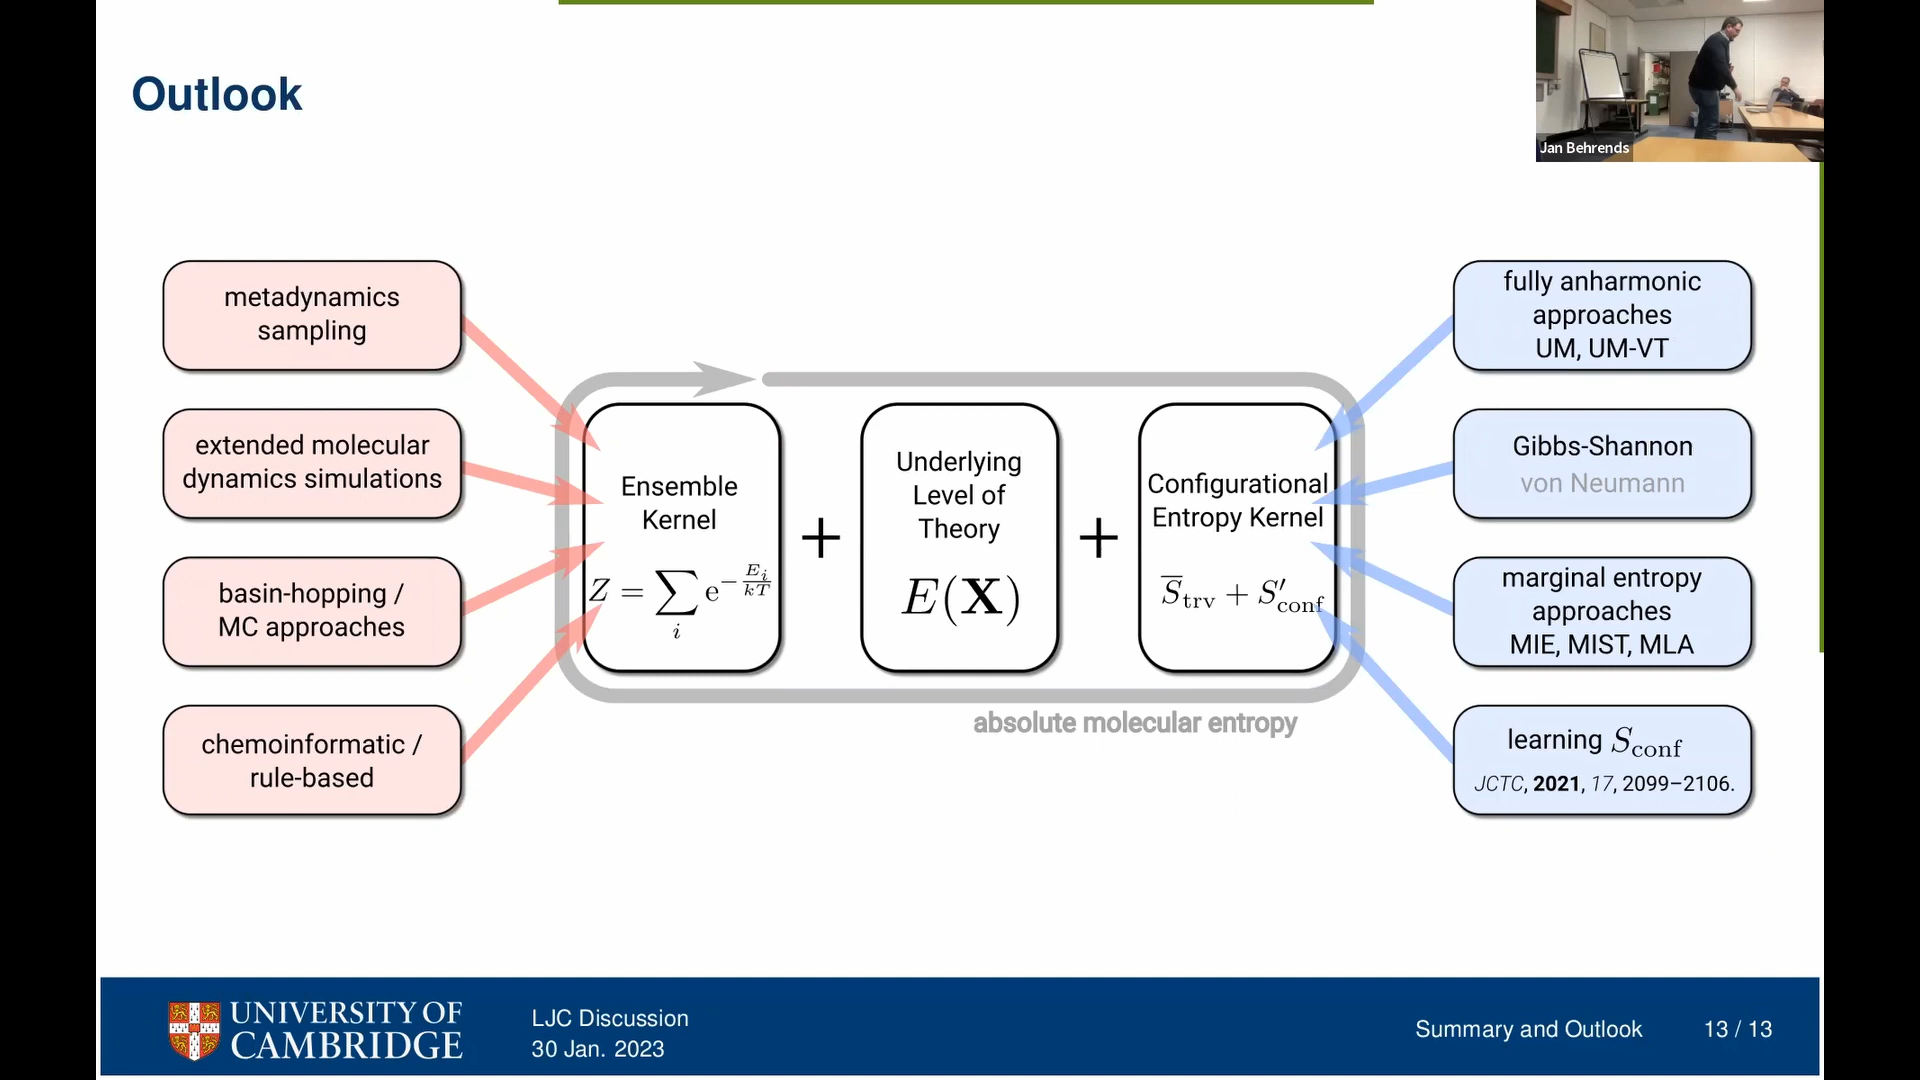 Outlook
Jan Behrends
metadynamics
sampling
extended molecular
dynamics simulations
basin-hopping /
MC approaches
chemoinformatic /
rule-based
Ensemble
Kernel
Z = ∑_i e^{-E_i/kT}
+
Underlying
Level of
Theory
E(X)
+
Configurational
Entropy Kernel
S̅_trv + S′_conf
absolute molecular entropy
fully anharmonic
approaches
UM, UM-VT
Gibbs-Shannon
von Neumann
marginal entropy
approaches
MIE, MIST, MLA
learning S_conf
JCTC, 2021, 17, 2099–2106.
UNIVERSITY OF
CAMBRIDGE
LJC Discussion
30 Jan. 2023
Summary and Outlook 13 / 13